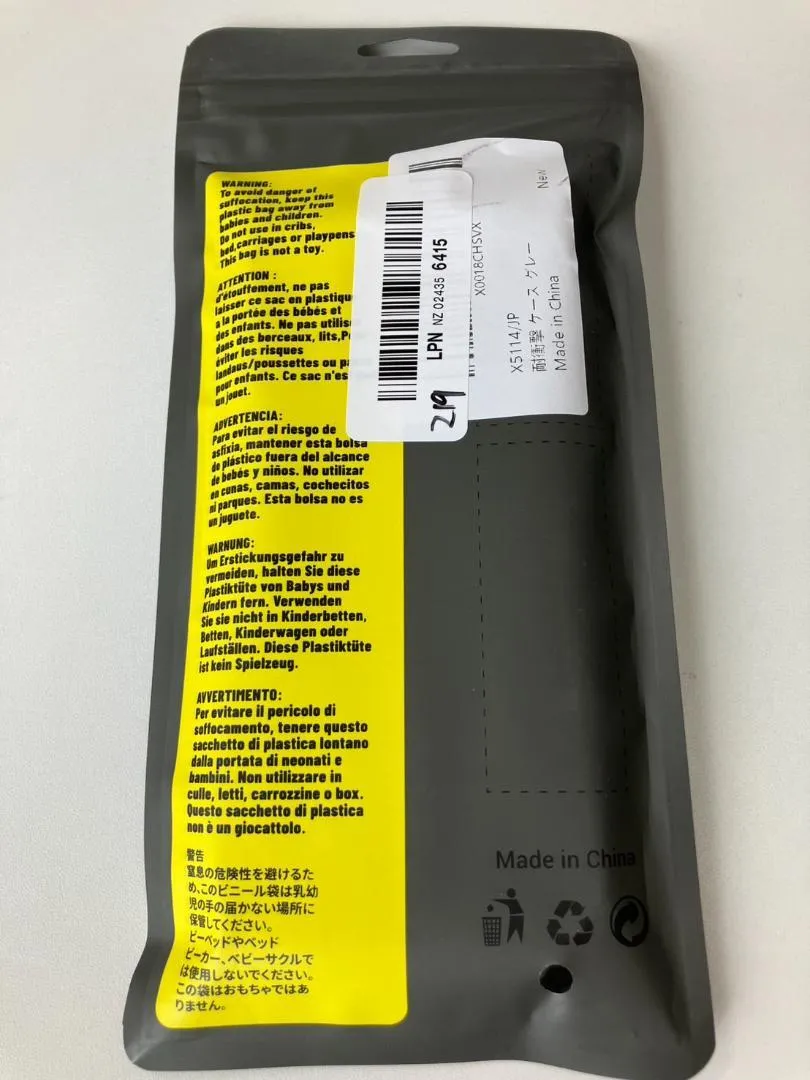 WARNING:
To avoid danger of
suffocation, keep this
plastic bag away from
babies and children.
Do not use in cribs,
bed,carriages or playpens
This bag is not a toy.
ATTENTION :
d'étouffement, ne pas
laisser ce sac en plastique
à la portée des bébés et
des enfants. Ne pas utilis
dans des borceaux, lits,P
éviter les risques
landaus/poussettes ou pa
pour enfants. Ce sac n'es
un jouet.
ADVERTENCIA:
Para evitar el riesgo de
asfixia, mantener esta bolsa
de plástico fuera del alcance
de bebés y niños. No utilizar
en cunas, camas, cochecitos
ni parques. Esta bolsa no es
un juguete.
WARNUNG:
Um Erstickungsgefahr zu
vermeiden, halten Sie diese
Plastiktüte von Babys und
Kindern fern. Verwenden
Sie sie nicht in Kinderbetten,
Betten, Kinderwagen oder
Laufställen. Diese Plastiktüte
ist kein Spielzeug.
AVVERTIMENTO:
Per evitare il pericolo di
soffocamento, tenere questo
sacchetto di plastica lontano
dalla portata di neonati e
bambini. Non utilizzare in
culle, letti, carrozzine o box.
Questo sacchetto di plastica
non è un giocattolo.
警告
窒息の危険性を避けるた
め、このビニール袋は乳幼
児の手の届かない場所に
保管してください。
ビーベッドやベッド
ビーカー、ベビーサークルで
は使用しないでください。
この袋はおもちゃではあ
りません。
LPN NZ 02435 6415
219
X0018CHSVX
New
X5114/JP
耐衝撃 ケース グレー
Made in China
Made in China